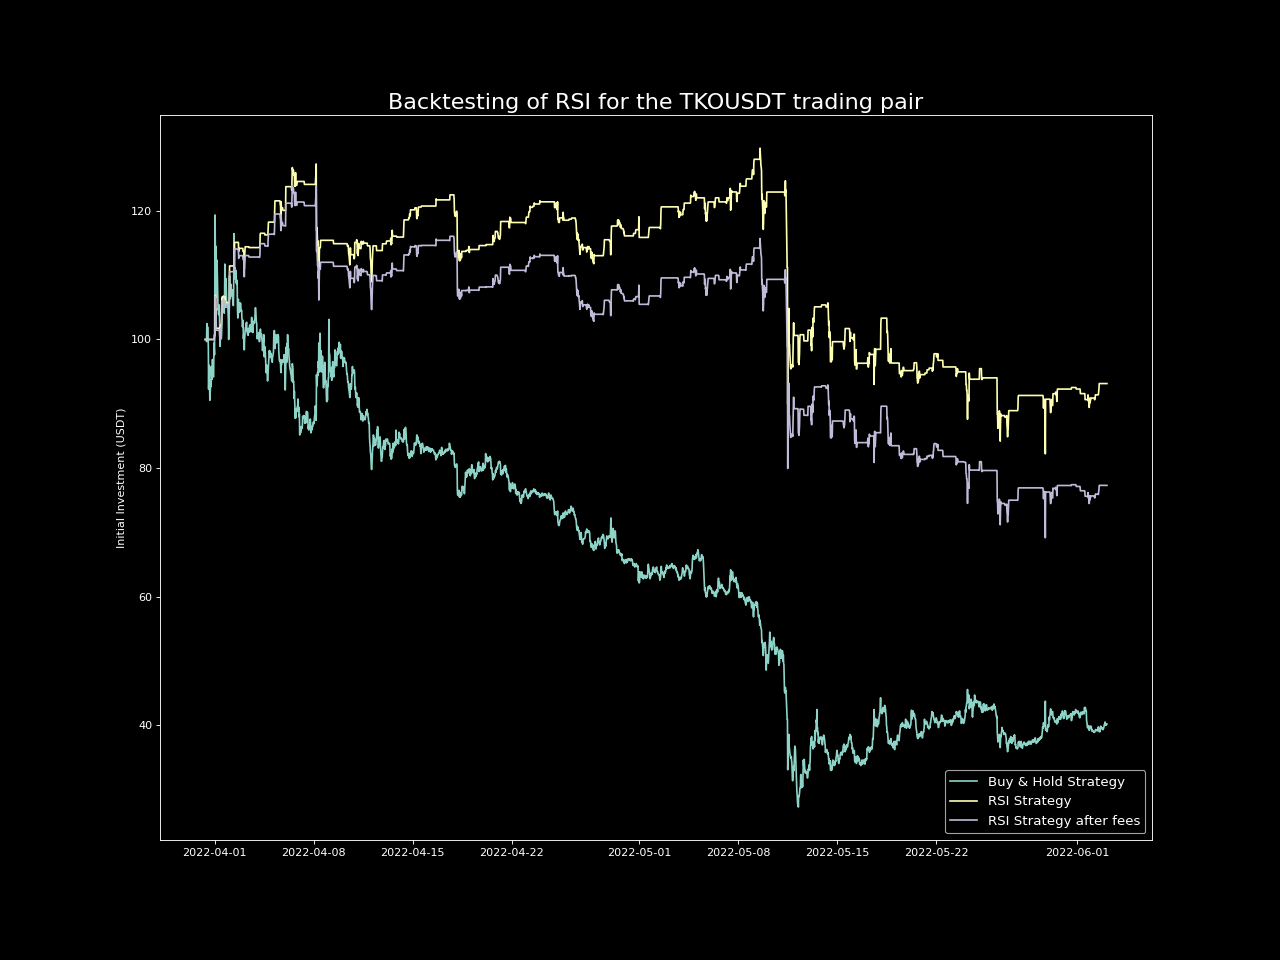 Backtesting of RSI for the TKOUSDT trading pair
Initial Investment (USDT)
120
100
80
60
40
2022-04-01 2022-04-08 2022-04-15 2022-04-22 2022-05-01 2022-05-08 2022-05-15 2022-05-22 2022-06-01
Buy & Hold Strategy
RSI Strategy
RSI Strategy after fees